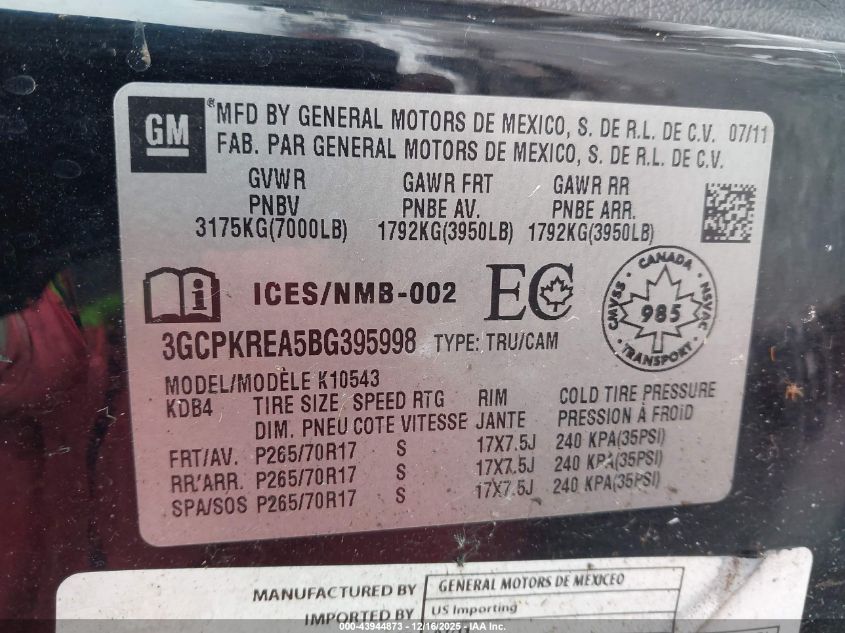 GM ® MFD BY GENERAL MOTORS DE MEXICO, S. DE R.L. DE C.V. 07/11
FAB. PAR GENERAL MOTORS DE MEXICO, S. DE R.L. DE C.V.
GVWR GAWR FRT GAWR RR
PNBV PNBE AV. PNBE ARR.
3175KG(7000LB) 1792KG(3950LB) 1792KG(3950LB)
i ICES/NMB-002 EC CANADA CMVSS NSVAC 985 TRANSPORT
3GCPKREA5BG395998 TYPE: TRU/CAM
MODEL/MODÈLE K10543
KDB4 TIRE SIZE SPEED RTG RIM COLD TIRE PRESSURE
DIM. PNEU COTE VITESSE JANTE PRESSION À FROID
FRT/AV. P265/70R17 S 17X7.5J 240 KPA(35PSI)
RR/ARR. P265/70R17 S 17X7.5J 240 KPA(35PSI)
SPA/SOS P265/70R17 S 17X7.5J 240 KPA(35PSI)
MANUFACTURED BY GENERAL MOTORS DE MEXICEO
IMPORTED BY US Importing
000-43944873 - 12/16/2025 - IAA Inc.